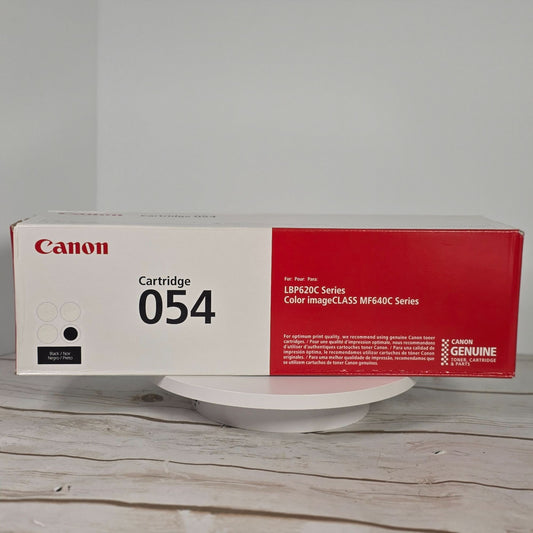 Cartridge 054
Canon
Cartridge
054
Black / Noir
Negro / Preto
For: Pour: Para:
LBP620C Series
Color imageCLASS MF640C Series
For optimum print quality, we recommend using genuine Canon toner
cartridges. / Pour une qualité d'impression optimale, nous recommandons
d'utiliser d'authentiques cartouches toner Canon. / Para una calidad de
impresión óptima, le recomendamos utilizar cartuchos de tóner Canon
originales. / Para uma melhor qualidade de impressão, recomendamos que
se utilizem cartuchos de tóner Canon genuínos.
CANON
GENUINE
TONER, CARTRIDGE
& PARTS